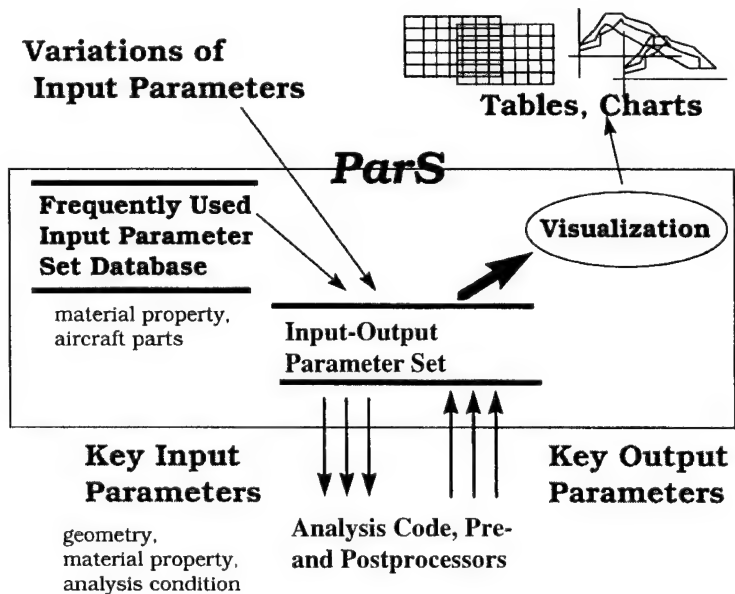 Variations of
Input Parameters
Tables, Charts
ParS
Frequently Used
Input Parameter
Set Database
material property,
aircraft parts
Visualization
Input-Output
Parameter Set
Key Input
Parameters
geometry,
material property,
analysis condition
Analysis Code, Pre-
and Postprocessors
Key Output
Parameters